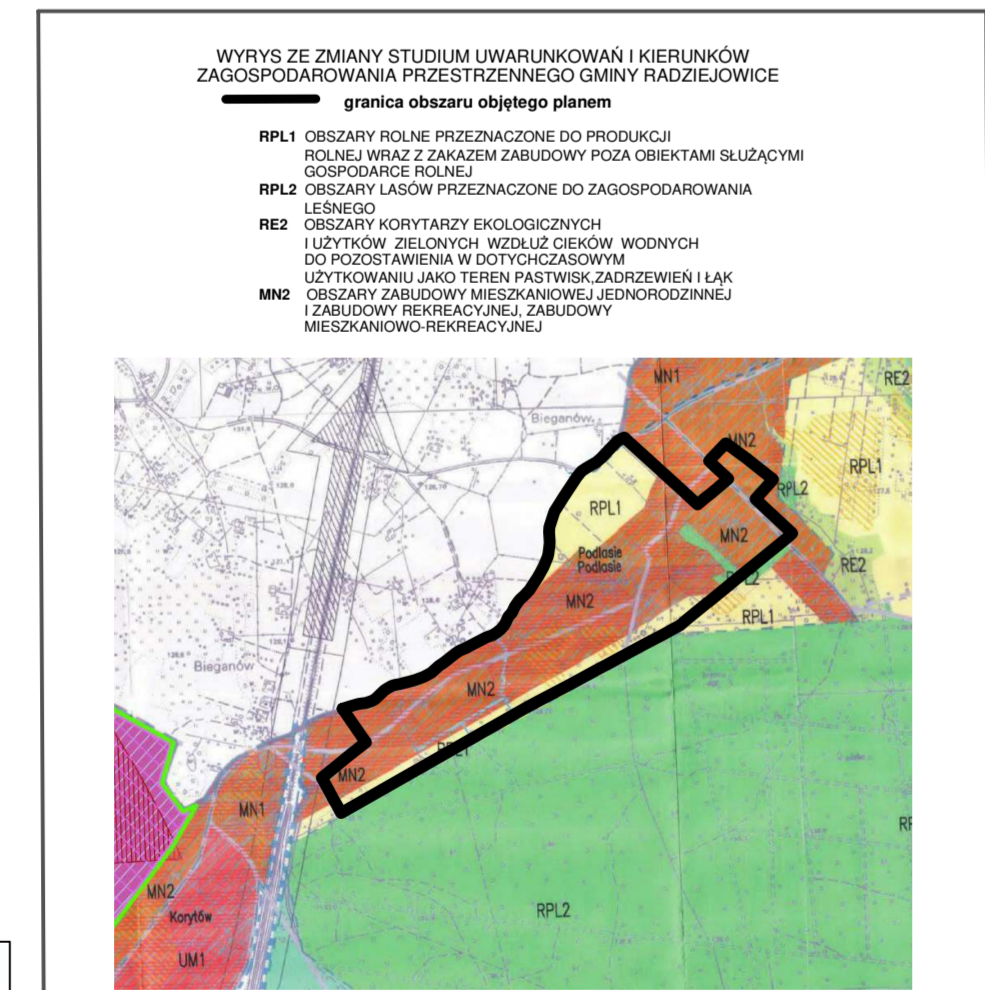 WYRYS ZE ZMIANY STUDIUM UWARUNKOWAŃ I KIERUNKÓW
ZAGOSPODAROWANIA PRZESTRZENNEGO GMINY RADZIEJOWICE
granica obszaru objętego planem
RPL1 OBSZARY ROLNE PRZEZNACZONE DO PRODUKCJI
ROLNEJ WRAZ Z ZAKAZEM ZABUDOWY POZA OBIEKTAMI SŁUŻĄCYMI
GOSPODARCE ROLNEJ
RPL2 OBSZARY LASÓW PRZEZNACZONE DO ZAGOSPODAROWANIA
LEŚNEGO
RE2 OBSZARY KORYTARZY EKOLOGICZNYCH
I UŻYTKÓW ZIELONYCH WZDŁUŻ CIEKÓW WODNYCH
DO POZOSTAWIENIA W DOTYCHCZASOWYM
UŻYTKOWANIU JAKO TEREN PASTWISK,ZADRZEWIEŃ I ŁĄK
MN2 OBSZARY ZABUDOWY MIESZKANIOWEJ JEDNORODZINNEJ
I ZABUDOWY REKREACYJNEJ, ZABUDOWY
MIESZKANIOWO-REKREACYJNEJ
MN1
RE2
Bieganów
MN2
RPL1
RPL2
RPL1
MN2
Podlasie
Podlasie
RE2
MN2
RPL1
Bieganów
MN2
MN2
MN1
MN2
Korytów
RPL2
UM1